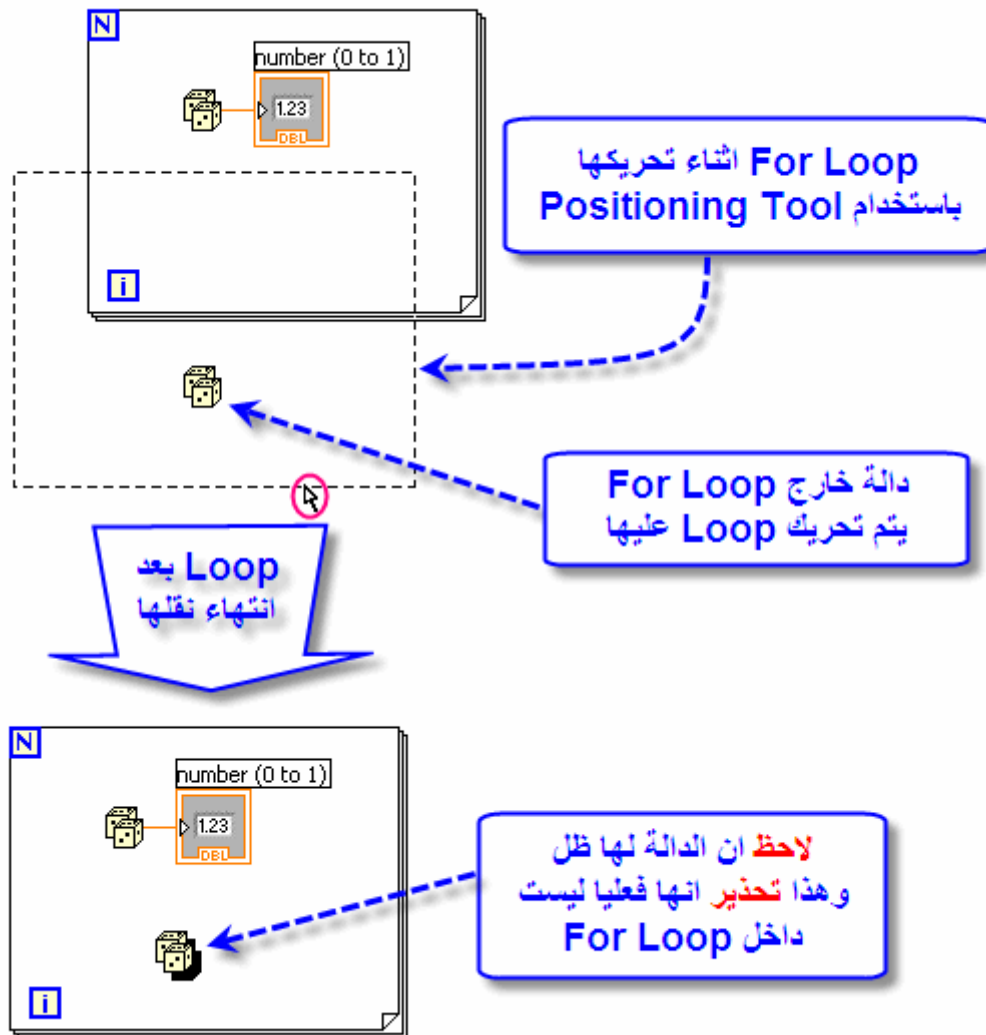 N
number (0 to 1)
1.23
DBL
For Loop اثناء تحريكها
باستخدام Positioning Tool
i
دالة خارج For Loop
يتم تحريك Loop عليها
Loop بعد
انتهاء نقلها
N
number (0 to 1)
1.23
DBL
لاحظ ان الدالة لها ظل
وهذا تحذير انها فعليا ليست
داخل For Loop
i